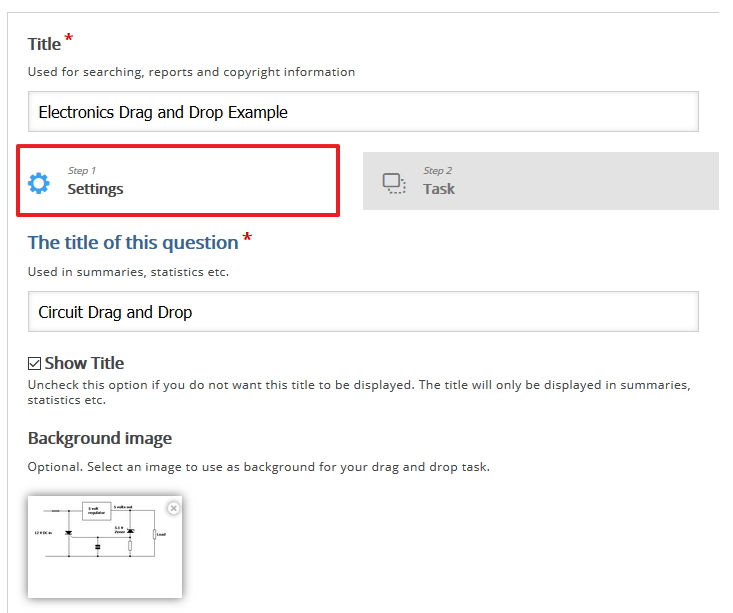 Title *
Used for searching, reports and copyright information
Electronics Drag and Drop Example
Step 1
Settings
Step 2
Task
The title of this question *
Used in summaries, statistics etc.
Circuit Drag and Drop
Show Title
Uncheck this option if you do not want this title to be displayed. The title will only be displayed in summaries,
statistics etc.
Background image
Optional. Select an image to use as background for your drag and drop task.
5 volt
regulator
5 volts out
12 V DC in
5.1 V
Zener
Load